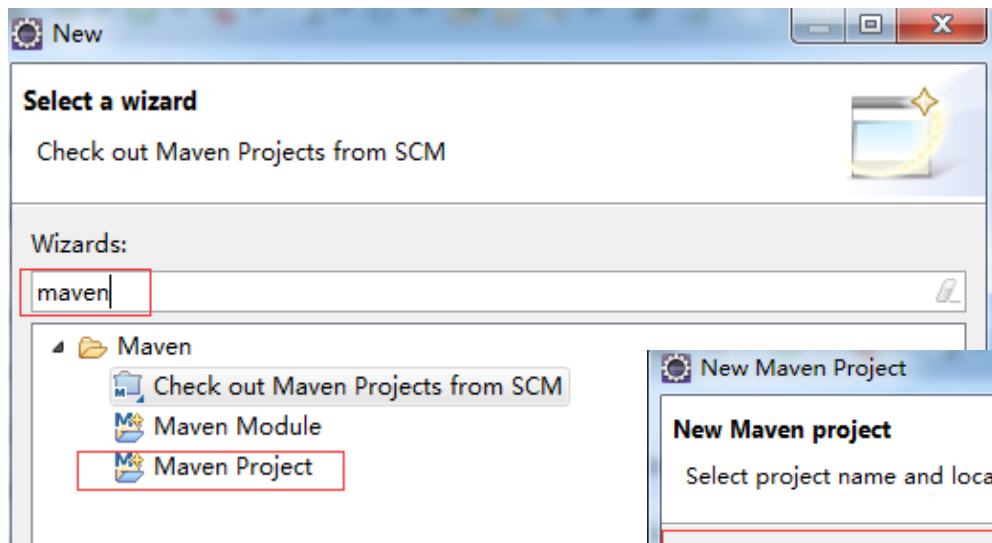 New
Select a wizard
Check out Maven Projects from SCM
Wizards:
maven
Maven
Check out Maven Projects from SCM
Maven Module
Maven Project
New Maven Project
New Maven project
Select project name and loca